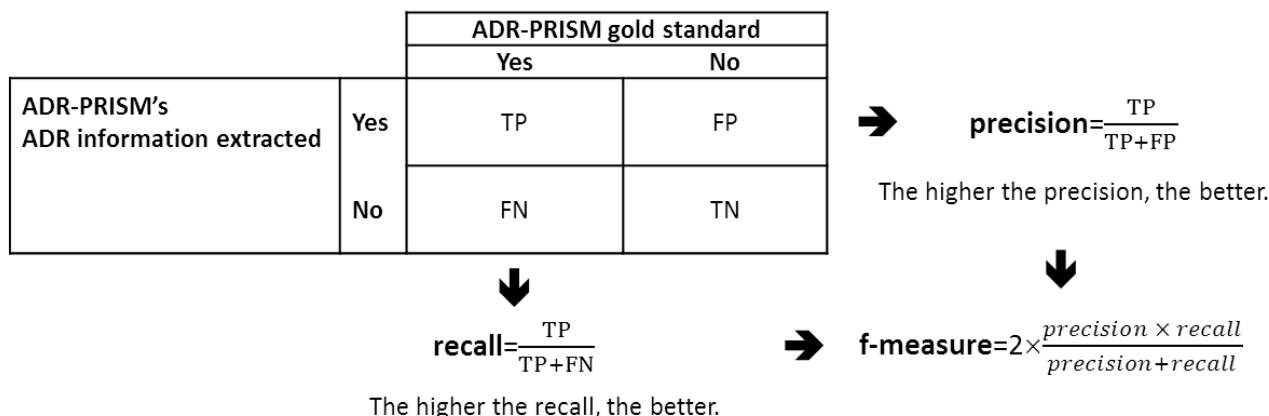 ADR-PRISM gold standard
Yes No
ADR-PRISM's
ADR information extracted
Yes TP FP
No FN TN
precision=TP/TP+FP
The higher the precision, the better.
recall=TP/TP+FN
The higher the recall, the better.
f-measure=2×precision × recall/precision+recall